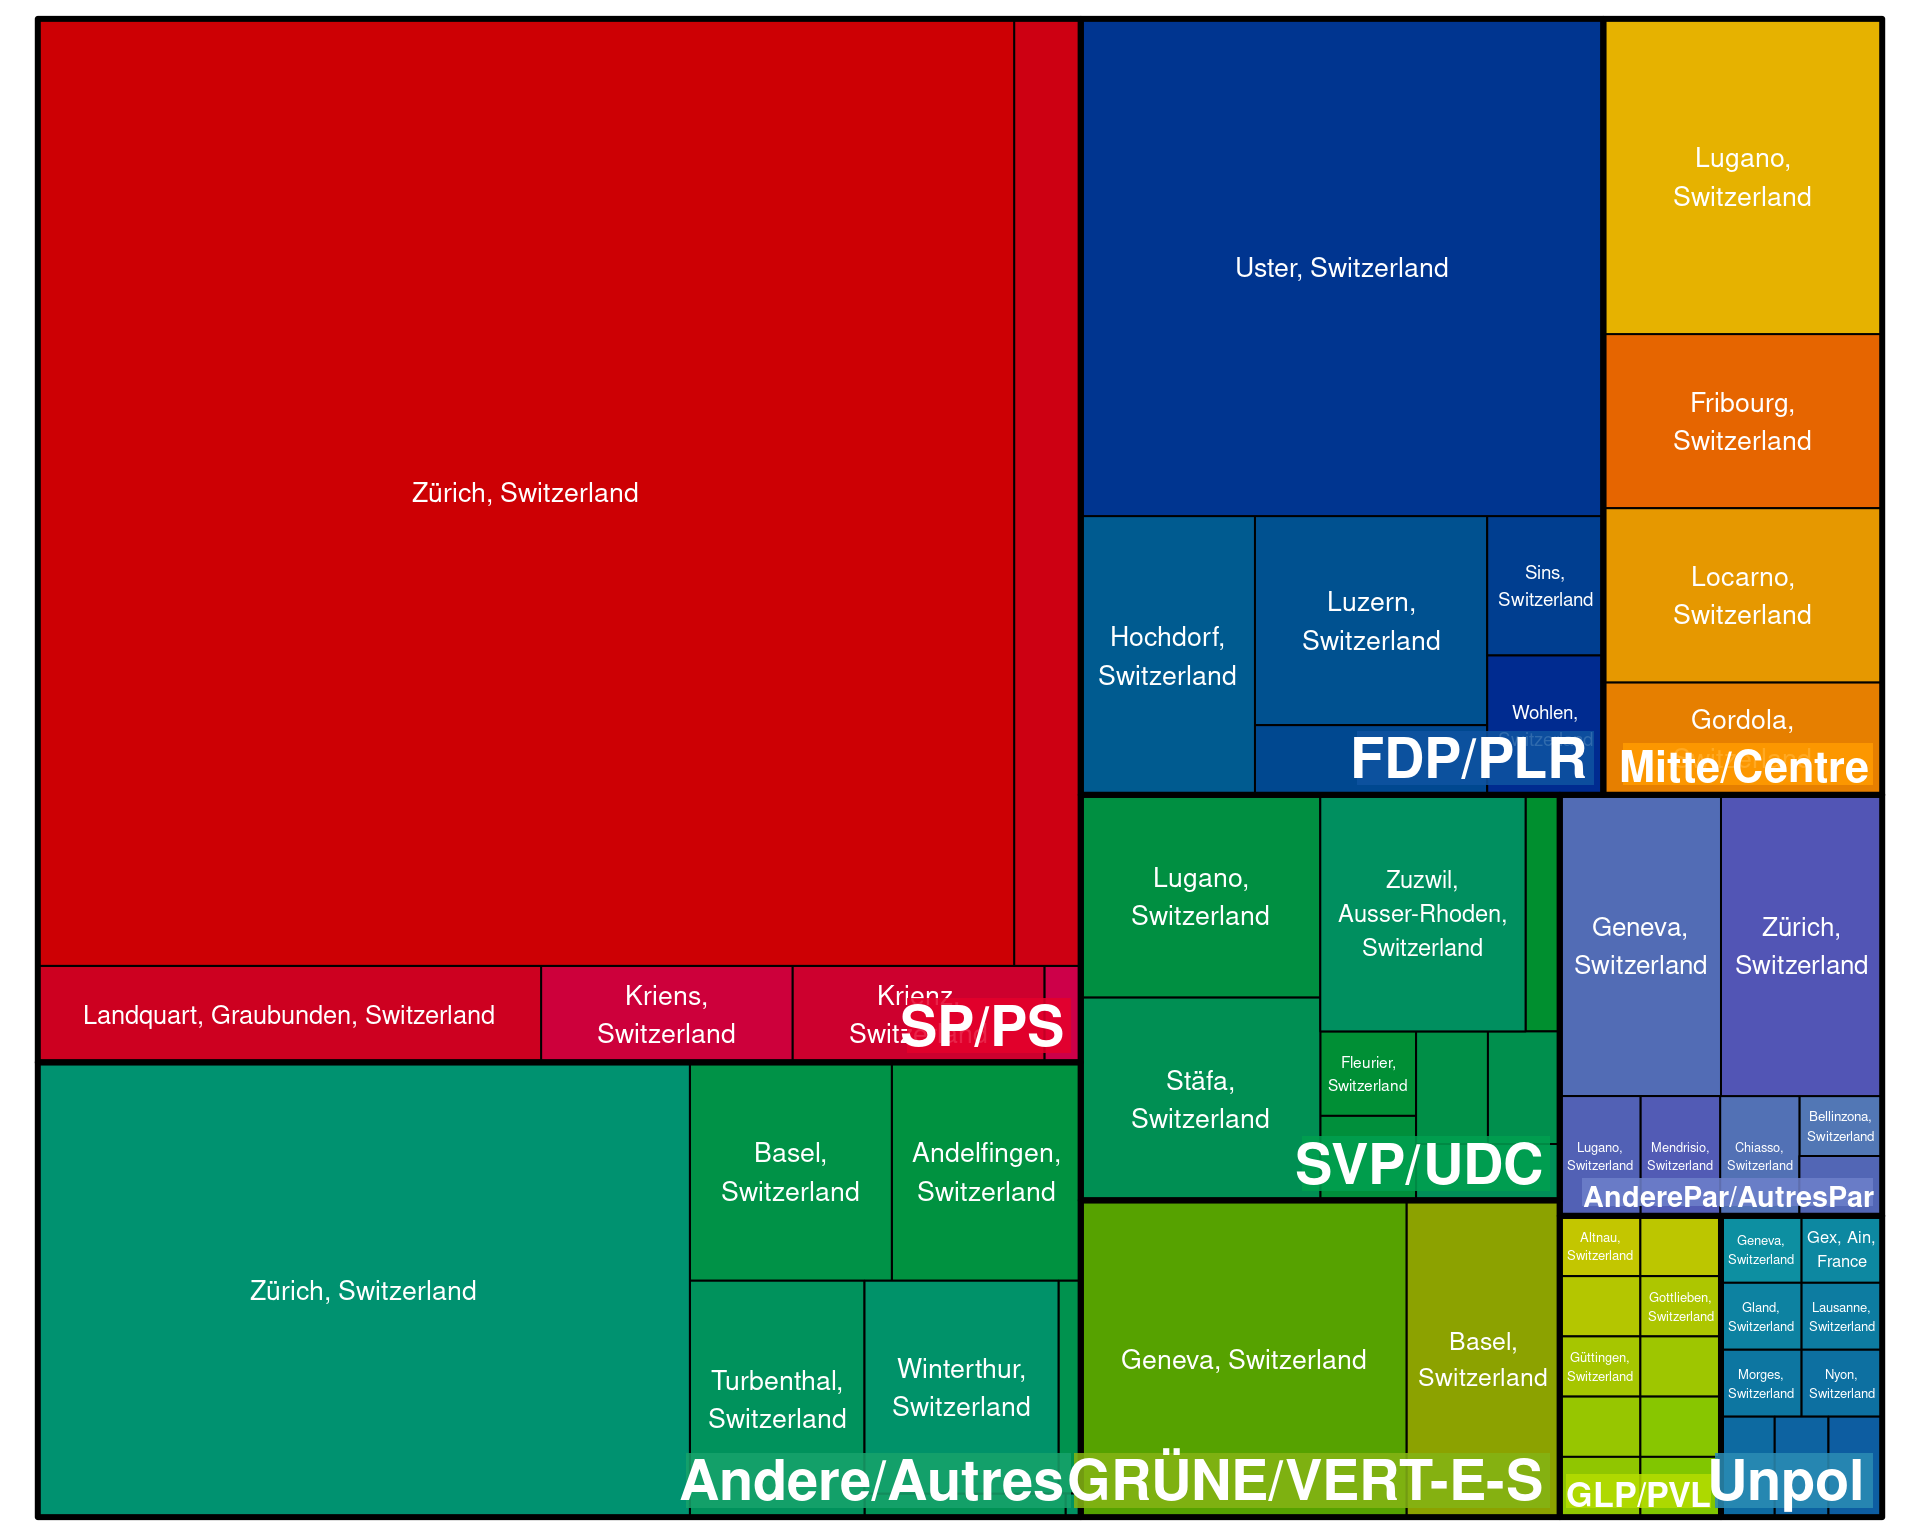 Zürich, Switzerland
Landquart, Graubunden, Switzerland
Kriens,
Switzerland
Krienz,
Switzerland
SP/PS
Uster, Switzerland
Hochdorf,
Switzerland
Luzern,
Switzerland
Sins,
Switzerland
Wohlen,
Switzerland
FDP/PLR
Lugano,
Switzerland
Fribourg,
Switzerland
Locarno,
Switzerland
Gordola,
Switzerland
Mitte/Centre
Zürich, Switzerland
Basel,
Switzerland
Andelfingen,
Switzerland
Turbenthal,
Switzerland
Winterthur,
Switzerland
Andere/Autres
Lugano,
Switzerland
Zuzwil,
Ausser-Rhoden,
Switzerland
Stäfa,
Switzerland
Fleurier,
Switzerland
SVP/UDC
Geneva, Switzerland
Basel,
Switzerland
GRÜNE/VERT-E-S
Geneva,
Switzerland
Zürich,
Switzerland
Lugano,
Switzerland
Mendrisio,
Switzerland
Chiasso,
Switzerland
Bellinzona,
Switzerland
AnderePar/AutresPar
Altnau,
Switzerland
Gottlieben,
Switzerland
Güttingen,
Switzerland
GLP/PVL
Geneva,
Switzerland
Gex, Ain,
France
Gland,
Switzerland
Lausanne,
Switzerland
Morges,
Switzerland
Nyon,
Switzerland
Unpol